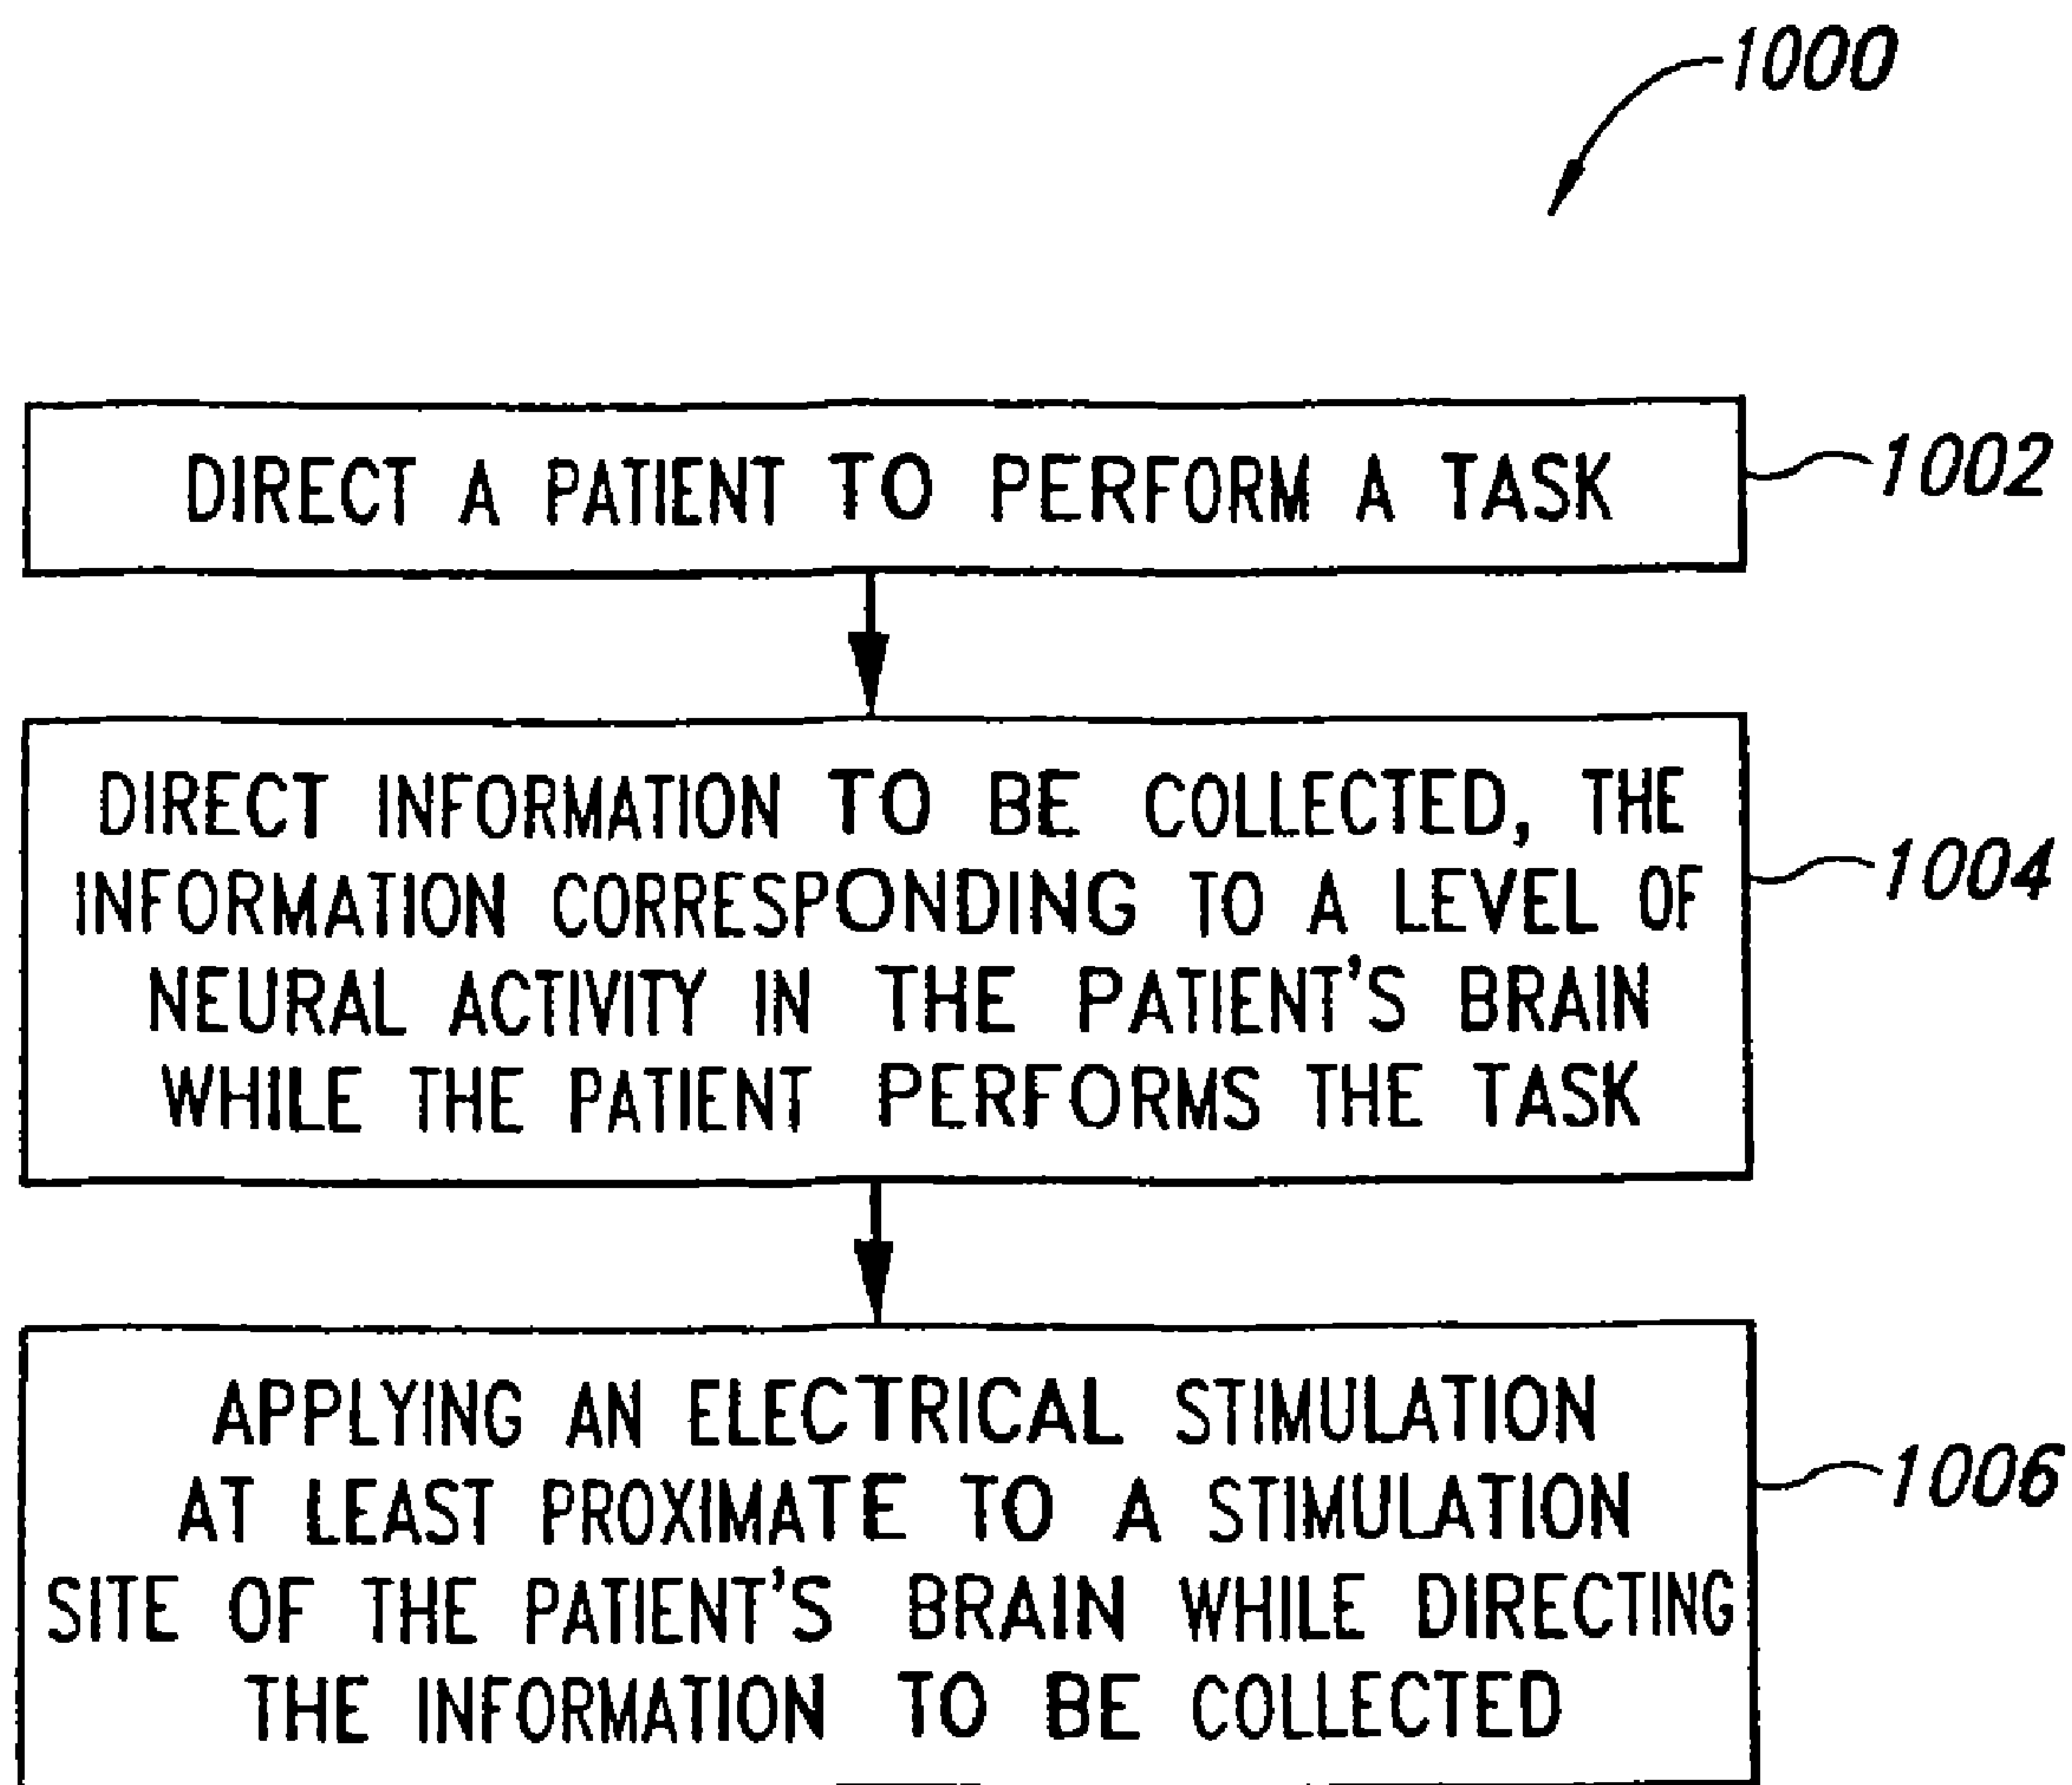 1000
DIRECT A PATIENT TO PERFORM A TASK
1002
DIRECT INFORMATION TO BE COLLECTED, THE
INFORMATION CORRESPONDING TO A LEVEL OF
NEURAL ACTIVITY IN THE PATIENT'S BRAIN
WHILE THE PATIENT PERFORMS THE TASK
1004
APPLYING AN ELECTRICAL STIMULATION
AT LEAST PROXIMATE TO A STIMULATION
SITE OF THE PATIENT'S BRAIN WHILE DIRECTING
THE INFORMATION TO BE COLLECTED
1006